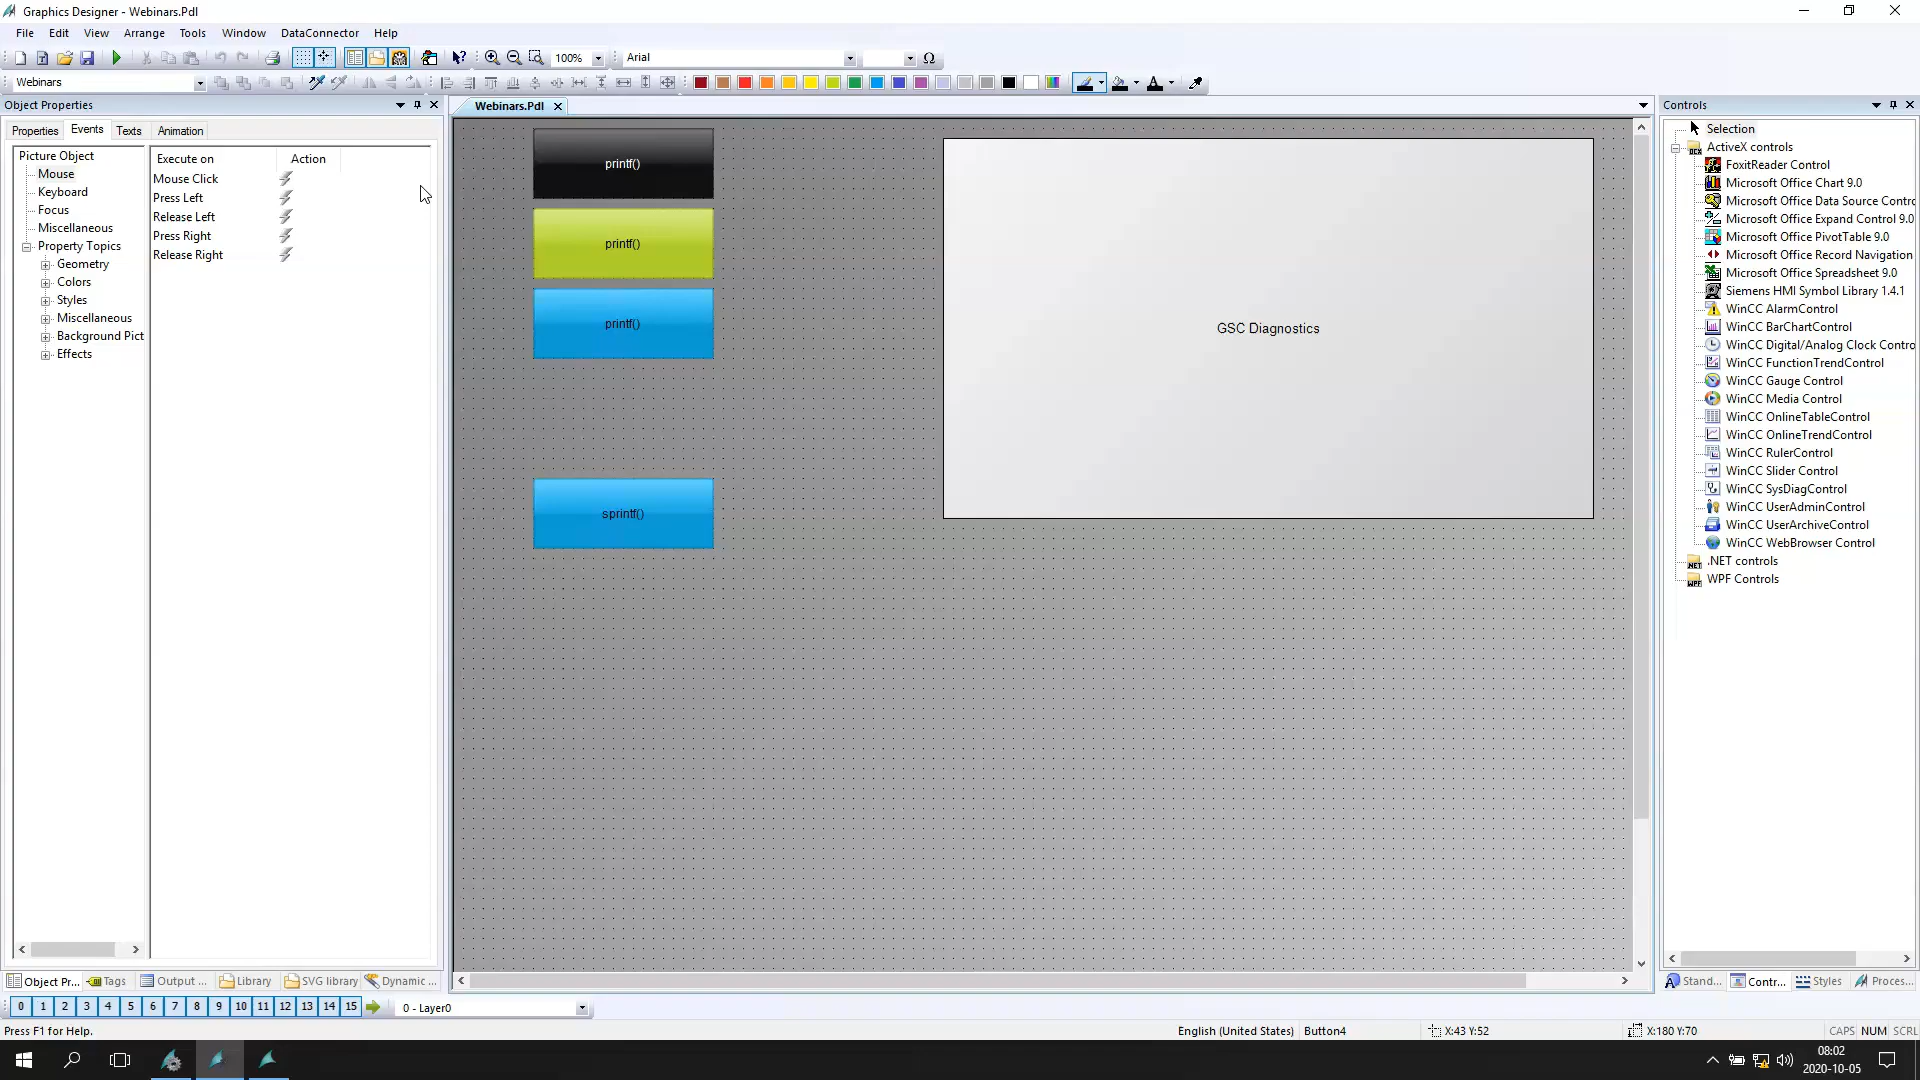 Graphics Designer - Webinars.Pdl
File Edit View Arrange Tools Window DataConnector Help
100% Arial Ω
Webinars
Object Properties
Properties Events Texts Animation
Picture Object
Mouse
Keyboard
Focus
Miscellaneous
Property Topics
Geometry
Colors
Styles
Miscellaneous
Background Pict
Effects
Execute on Action
Mouse Click
Press Left
Release Left
Press Right
Release Right
Webinars.Pdl
printf()
printf()
printf()
sprintf()
GSC Diagnostics
Controls
Selection
ActiveX controls
FoxitReader Control
Microsoft Office Chart 9.0
Microsoft Office Data Source Contro
Microsoft Office Expand Control 9.0
Microsoft Office PivotTable 9.0
Microsoft Office Record Navigation
Microsoft Office Spreadsheet 9.0
Siemens HMI Symbol Library 1.4.1
WinCC AlarmControl
WinCC BarChartControl
WinCC Digital/Analog Clock Contro
WinCC FunctionTrendControl
WinCC Gauge Control
WinCC Media Control
WinCC OnlineTableControl
WinCC OnlineTrendControl
WinCC RulerControl
WinCC Slider Control
WinCC SysDiagControl
WinCC UserAdminControl
WinCC UserArchiveControl
WinCC WebBrowser Control
.NET controls
WPF Controls
Object Pr... Tags Output ... Library SVG library Dynamic ...
Stand... Contr... Styles Proces...
0 1 2 3 4 5 6 7 8 9 10 11 12 13 14 15 0 - Layer0
Press F1 for Help. English (United States) Button4 X:43 Y:52 X:180 Y:70 CAPS NUM SCRL
08:02
2020-10-05